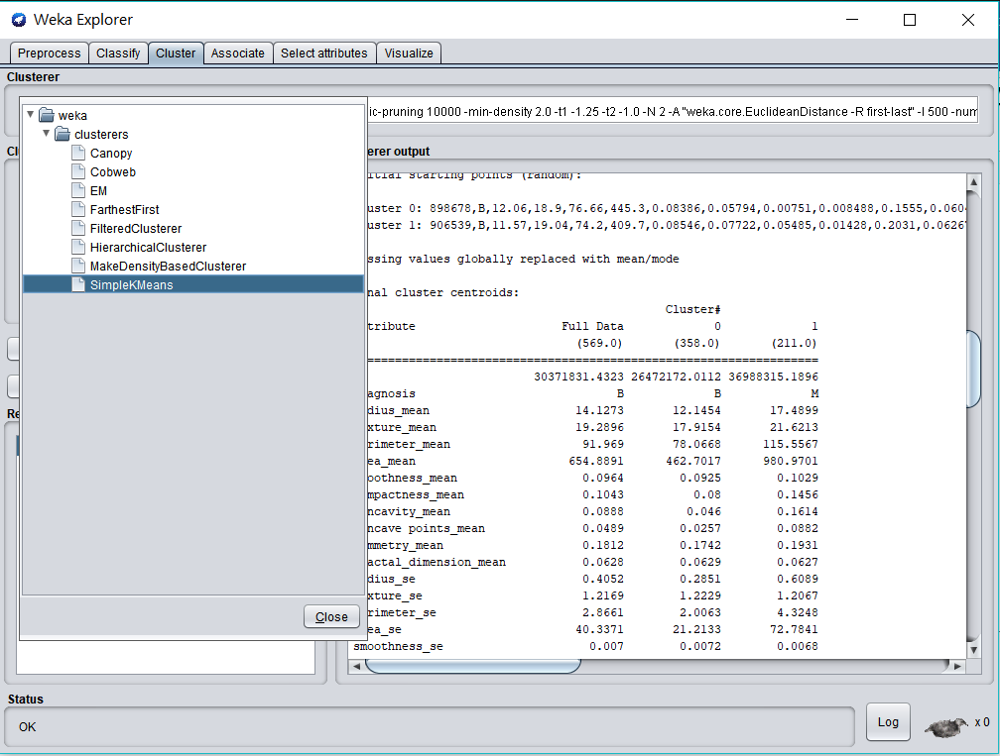 Weka Explorer
Preprocess Classify Cluster Associate Select attributes Visualize
Clusterer
ic-pruning 10000 -min-density 2.0 -t1 -1.25 -t2 -1.0 -N 2 -A "weka.core.EuclideanDistance -R first-last" -I 500 -num
weka
clusterers
Canopy
Cobweb
EM
FarthestFirst
FilteredClusterer
HierarchicalClusterer
MakeDensityBasedClusterer
SimpleKMeans
Close
Cl
Re
erer output
itial starting points (random):
uster 0: 898678,B,12.06,18.9,76.66,445.3,0.08386,0.05794,0.00751,0.008488,0.1555,0.060
uster 1: 906539,B,11.57,19.04,74.2,409.7,0.08546,0.07722,0.05485,0.01428,0.2031,0.0626
ssing values globally replaced with mean/mode
nal cluster centroids:
Cluster#
tribute Full Data 0 1
(569.0) (358.0) (211.0)
==================================================================
30371831.4323 26472172.0112 36988315.1896
agnosis B B M
dius_mean 14.1273 12.1454 17.4899
xture_mean 19.2896 17.9154 21.6213
rimeter_mean 91.969 78.0668 115.5567
ea_mean 654.8891 462.7017 980.9701
oothness_mean 0.0964 0.0925 0.1029
mpactness_mean 0.1043 0.08 0.1456
ncavity_mean 0.0888 0.046 0.1614
ncave points_mean 0.0489 0.0257 0.0882
mmetry_mean 0.1812 0.1742 0.1931
actal_dimension_mean 0.0628 0.0629 0.0627
dius_se 0.4052 0.2851 0.6089
xture_se 1.2169 1.2229 1.2067
rimeter_se 2.8661 2.0063 4.3248
ea_se 40.3371 21.2133 72.7841
smoothness_se 0.007 0.0072 0.0068
Status
OK
Log
x 0